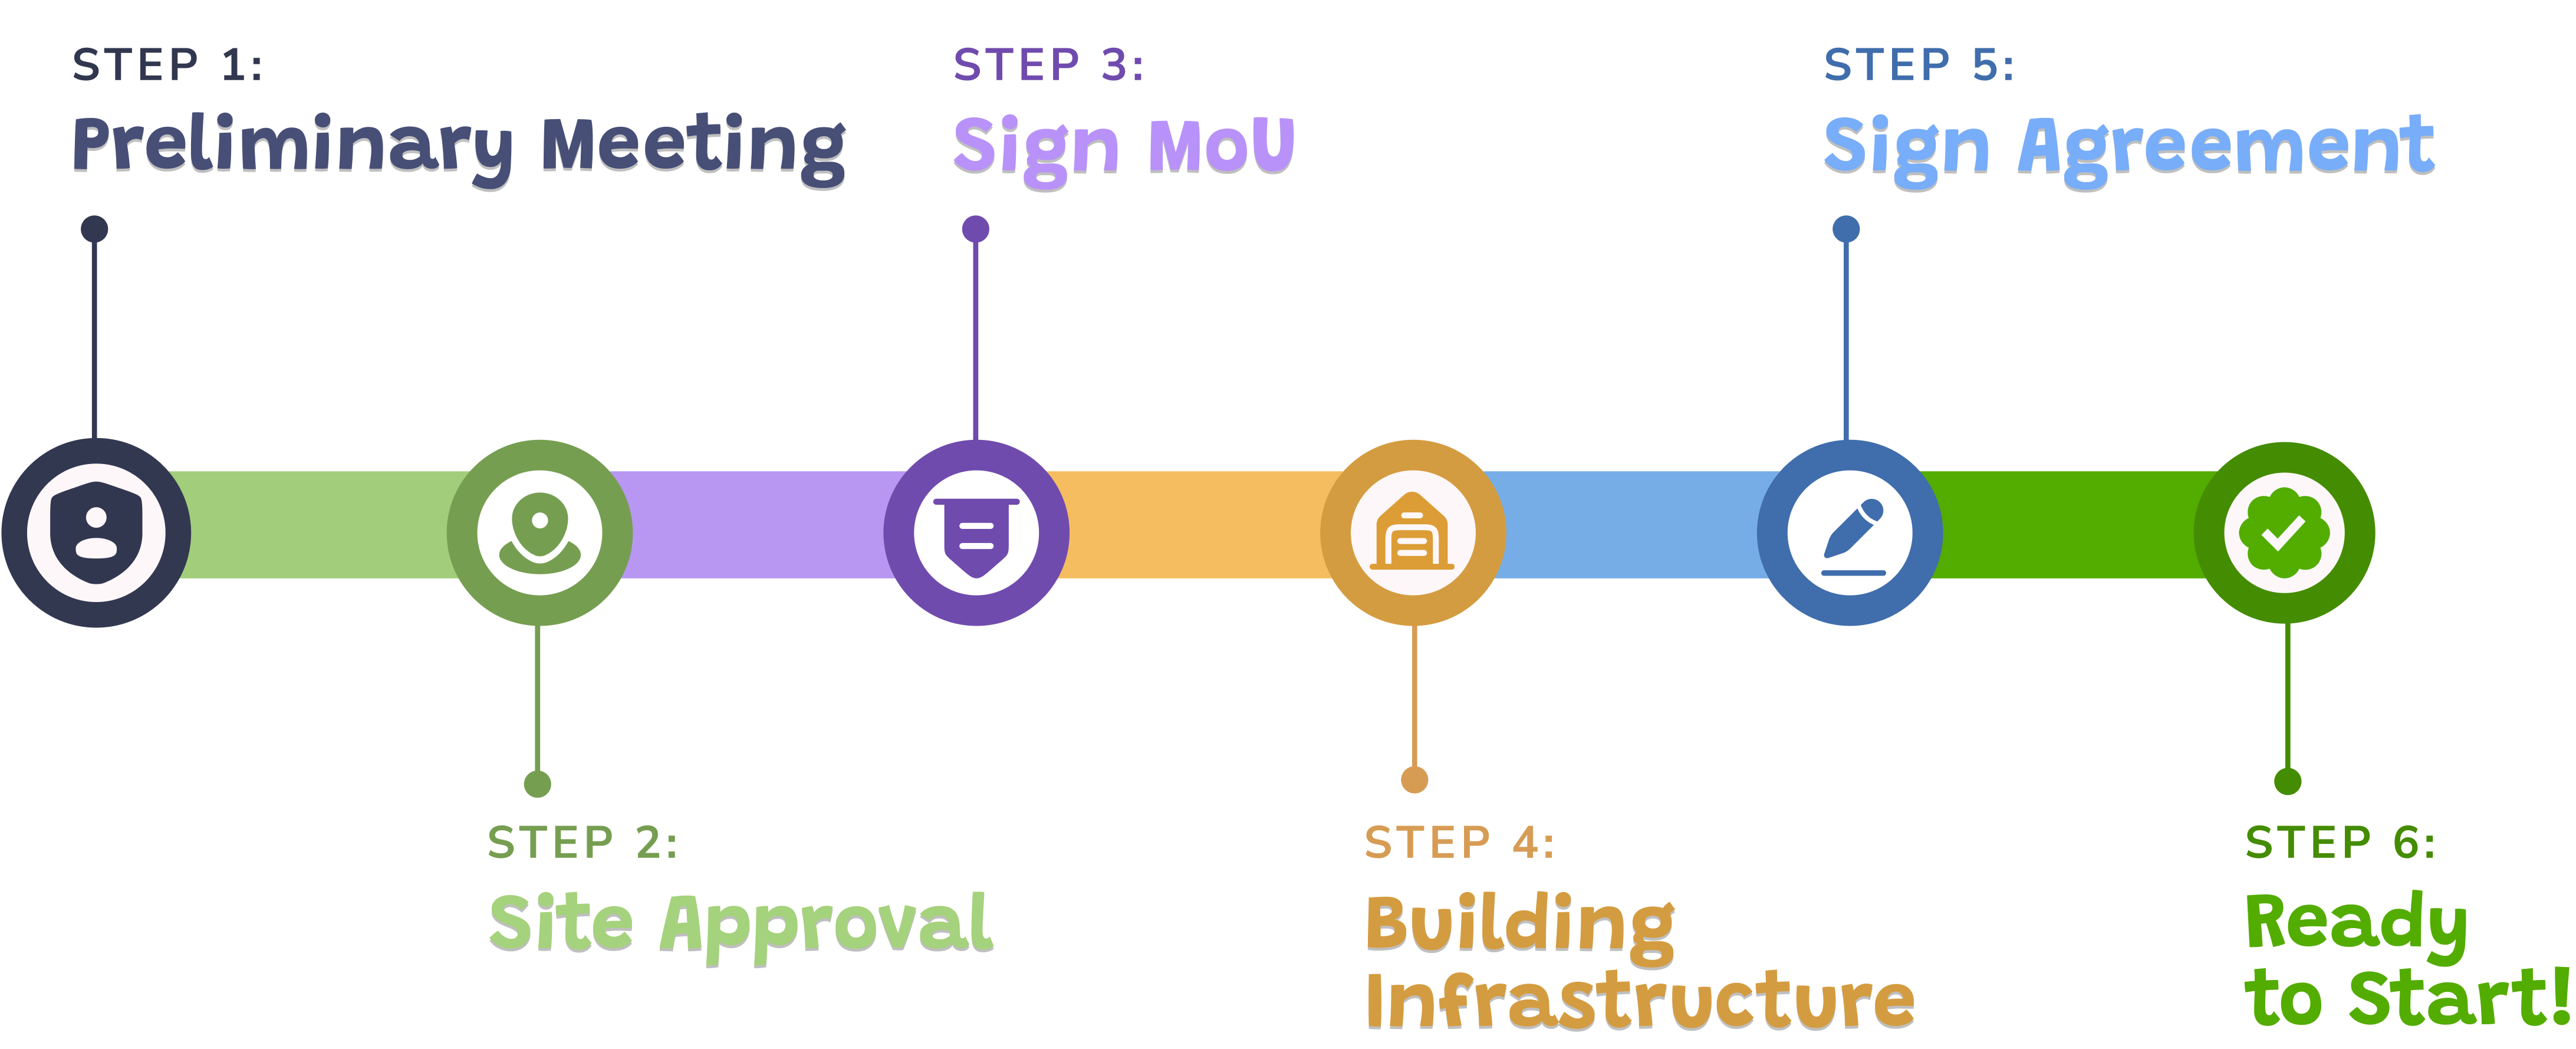 STEP 1:
Preliminary Meeting
STEP 2:
Site Approval
STEP 3:
Sign MoU
STEP 4:
Building
Infrastructure
STEP 5:
Sign Agreement
STEP 6:
Ready
to Start!